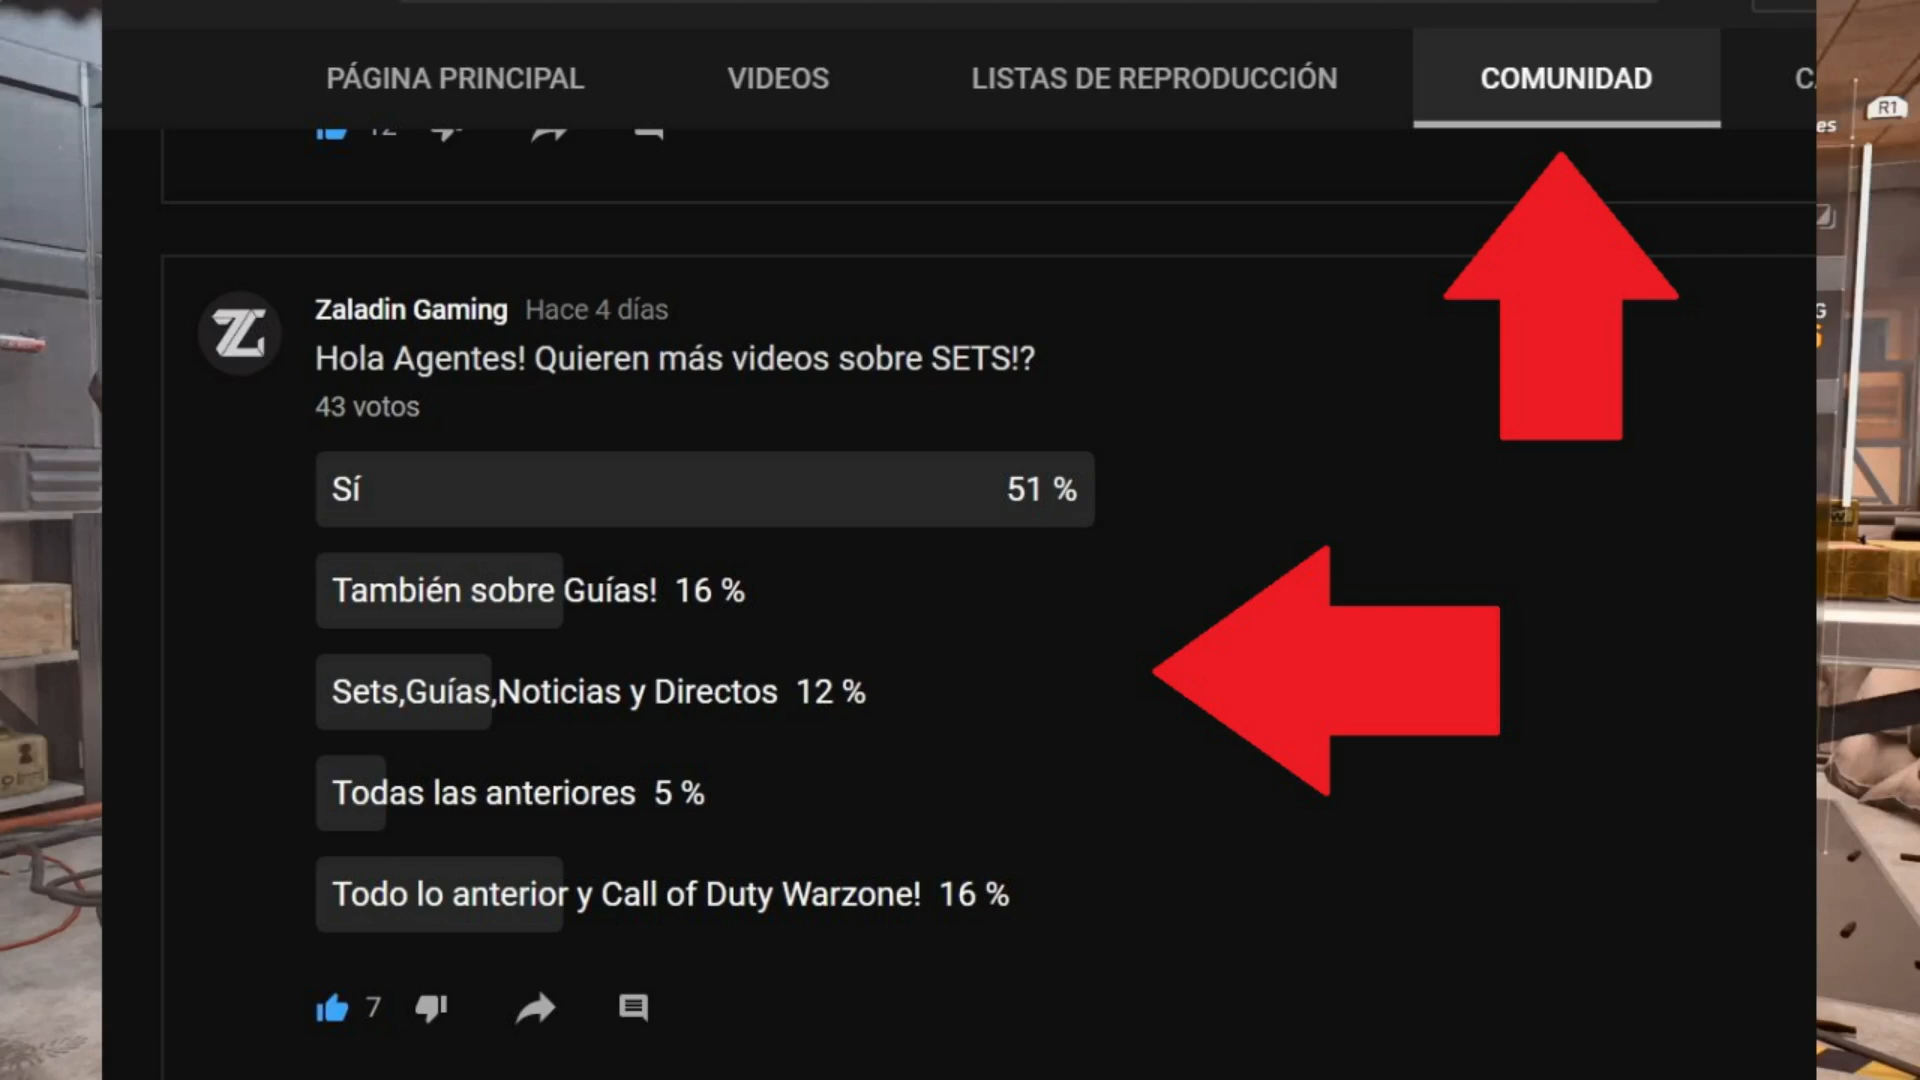 PÁGINA PRINCIPAL VIDEOS LISTAS DE REPRODUCCIÓN COMUNIDAD
R1
es
Zaladin Gaming Hace 4 días
Hola Agentes! Quieren más videos sobre SETS!?
43 votos
Sí 51 %
También sobre Guías! 16 %
Sets,Guías,Noticias y Directos 12 %
Todas las anteriores 5 %
Todo lo anterior y Call of Duty Warzone! 16 %
7